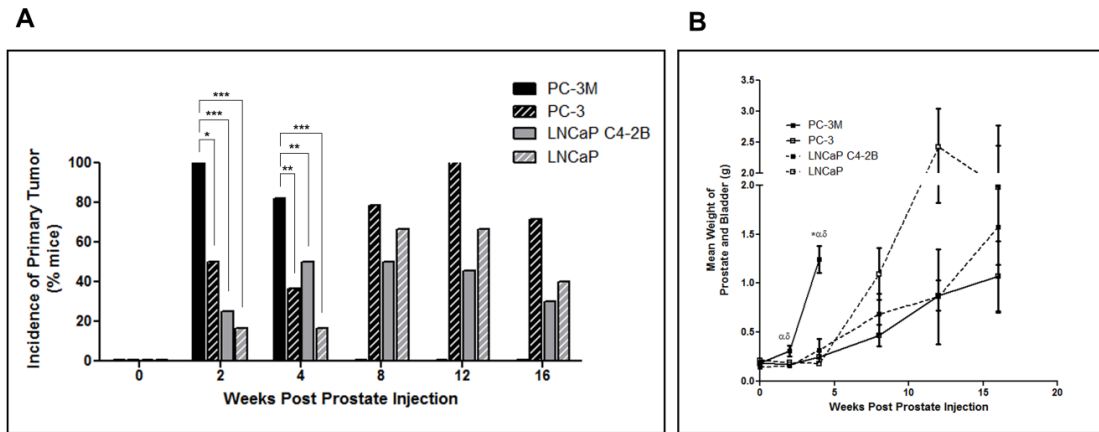 A
Incidence of Primary Tumor
(% mice)
100
80
60
40
20
0
***
***
*
***
**
**
PC-3M
PC-3
LNCaP C4-2B
LNCaP
0 2 4 8 12 16
Weeks Post Prostate Injection
B
Mean Weight of
Prostate and Bladder (g)
3.5
3.0
2.5
2.0
2.0
1.5
1.0
0.5
0.0
PC-3M
PC-3
LNCaP C4-2B
LNCaP
*αδ
αδ
0 5 10 15 20
Weeks Post Prostate Injection